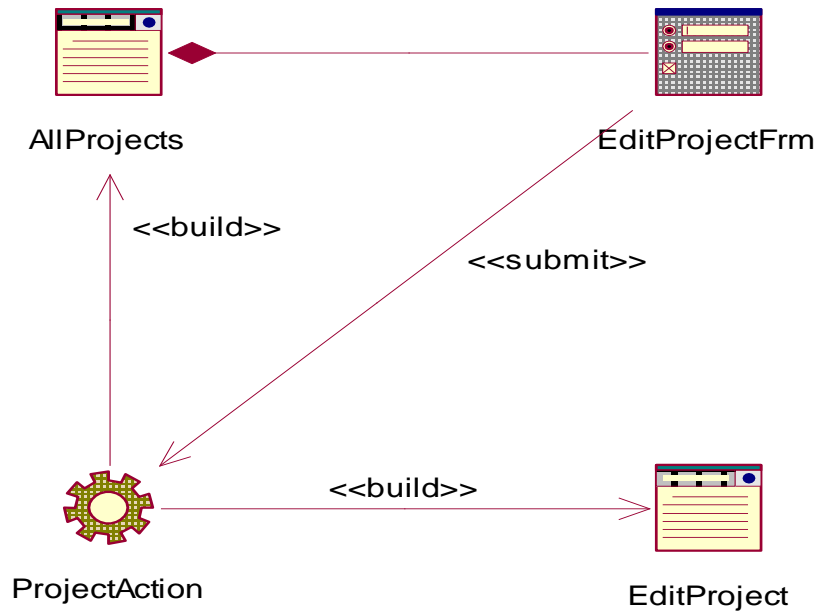 AllProjects
EditProjectFrm
<<build>>
<<submit>>
<<build>>
ProjectAction
EditProject